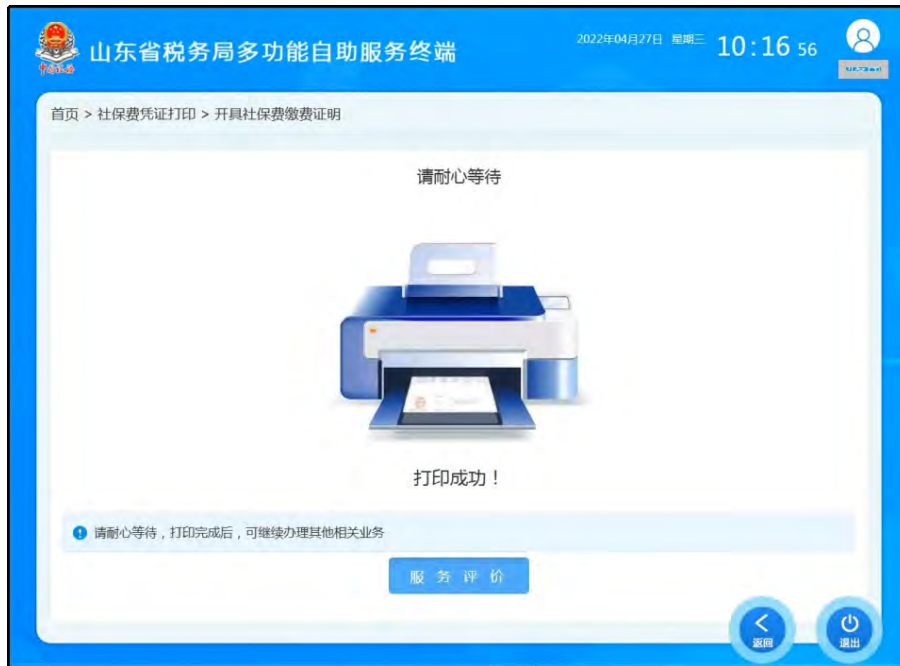 山东省税务局多功能自助服务终端
2022年04月27日 星期三 10:16 56
中国税务
首页 > 社保费凭证打印 > 开具社保费缴费证明
请耐心等待
打印成功！
请耐心等待，打印完成后，可继续办理其他相关业务
服务评价
返回
退出